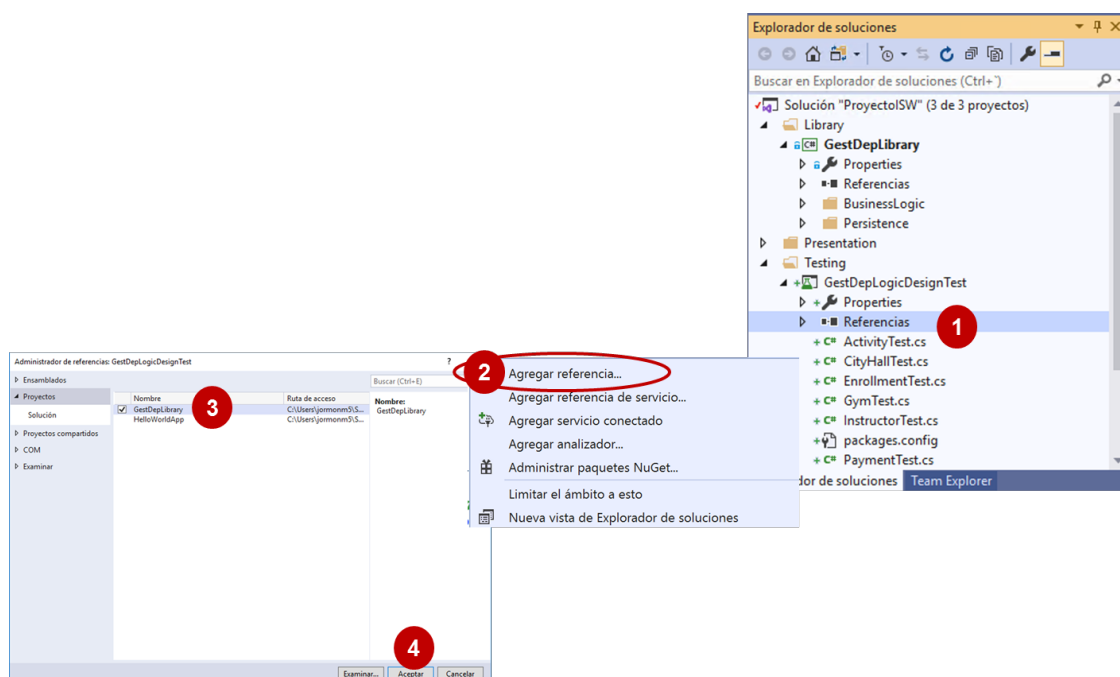 Explorador de soluciones
Buscar en Explorador de soluciones (Ctrl+¨)
Solución "ProyectoISW" (3 de 3 proyectos)
Library
C# GestDepLibrary
Properties
Referencias
BusinessLogic
Persistence
Presentation
Testing
GestDepLogicDesignTest
Properties
Referencias
1
C# ActivityTest.cs
C# CityHallTest.cs
C# EnrollmentTest.cs
C# GymTest.cs
C# InstructorTest.cs
packages.config
C# PaymentTest.cs
dor de soluciones Team Explorer
2
Agregar referencia...
Agregar referencia de servicio...
Agregar servicio conectado
Agregar analizador...
Administrar paquetes NuGet...
Limitar el ámbito a esto
Nueva vista de Explorador de soluciones
Administrador de referencias: GestDepLogicDesignTest ?
Ensamblados
Buscar (Ctrl+E)
Proyectos
Solución
Proyectos compartidos
COM
Examinar
Nombre Ruta de acceso
GestDepLibrary C:\Users\jormonm5\S...
HelloWorldApp C:\Users\jormonm5\S...
3
Nombre:
GestDepLibrary
4
Examinar... Aceptar Cancelar